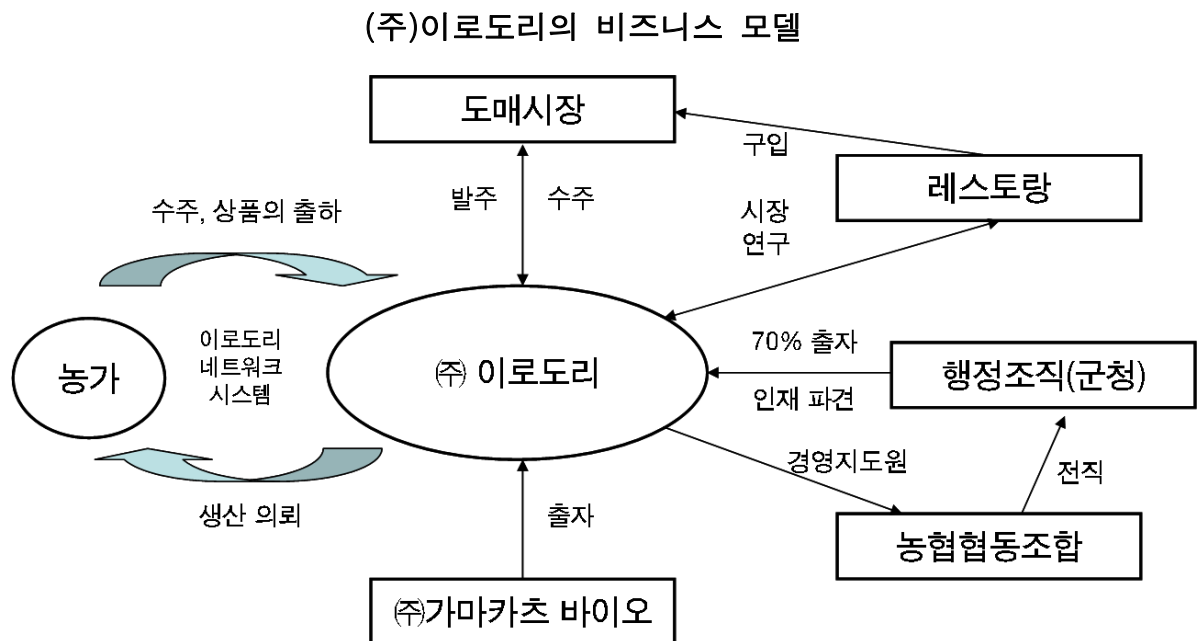 (주)이로도리의 비즈니스 모델
도매시장
구입
레스토랑
발주
수주
시장
연구
수주, 상품의 출하
이로도리
네트워크
시스템
농가
㈜ 이로도리
70% 출자
인재 파견
행정조직(군청)
경영지도원
전직
생산 의뢰
출자
농협협동조합
㈜가마카츠 바이오